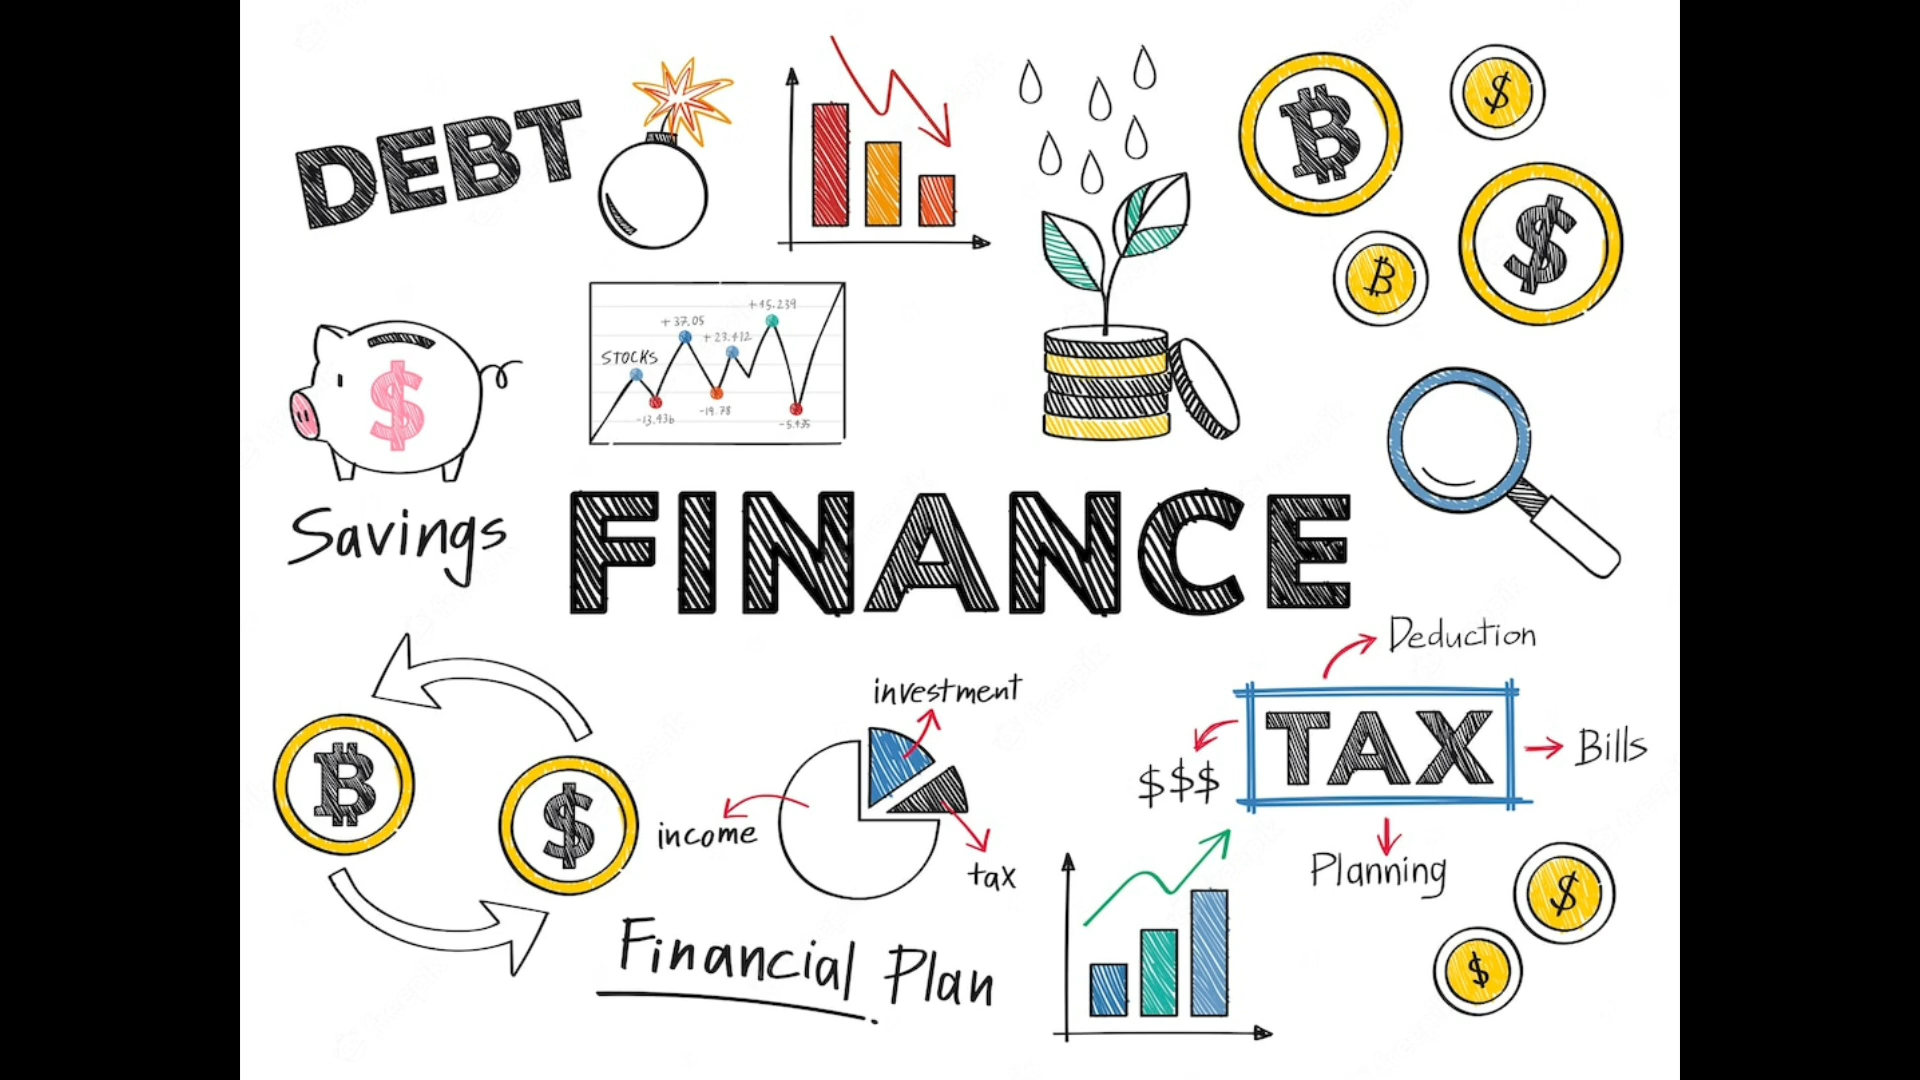 DEBT
STOCKS
+37.05
+23.412
+45.239
-13.436
-19.78
-5.435
Savings
FINANCE
Deduction
TAX
Bills
$$$
Planning
investment
income
tax
Financial Plan